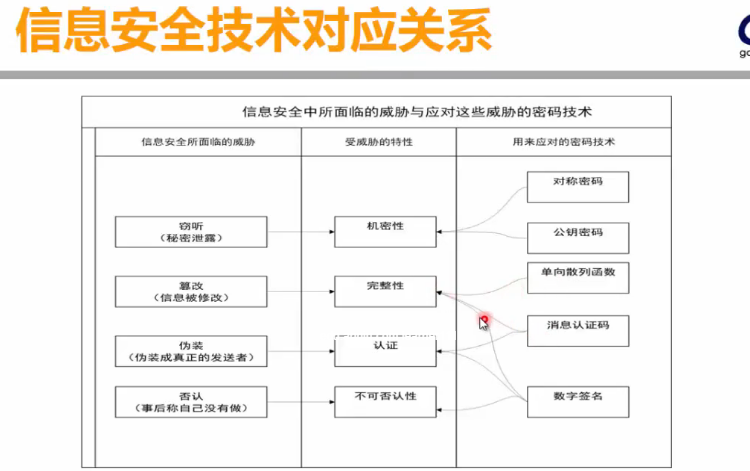 信息安全技术对应关系
go
信息安全中所面临的威胁与应对这些威胁的密码技术
信息安全所面临的威胁
受威胁的特性
用来应对的密码技术
对称密码
窃听
(秘密泄露)
机密性
公钥密码
单向散列函数
篡改
(信息被修改)
完整性
消息认证码
伪装
(伪装成真正的发送者)
认证
否认
(事后称自己没有做)
不可否认性
数字签名